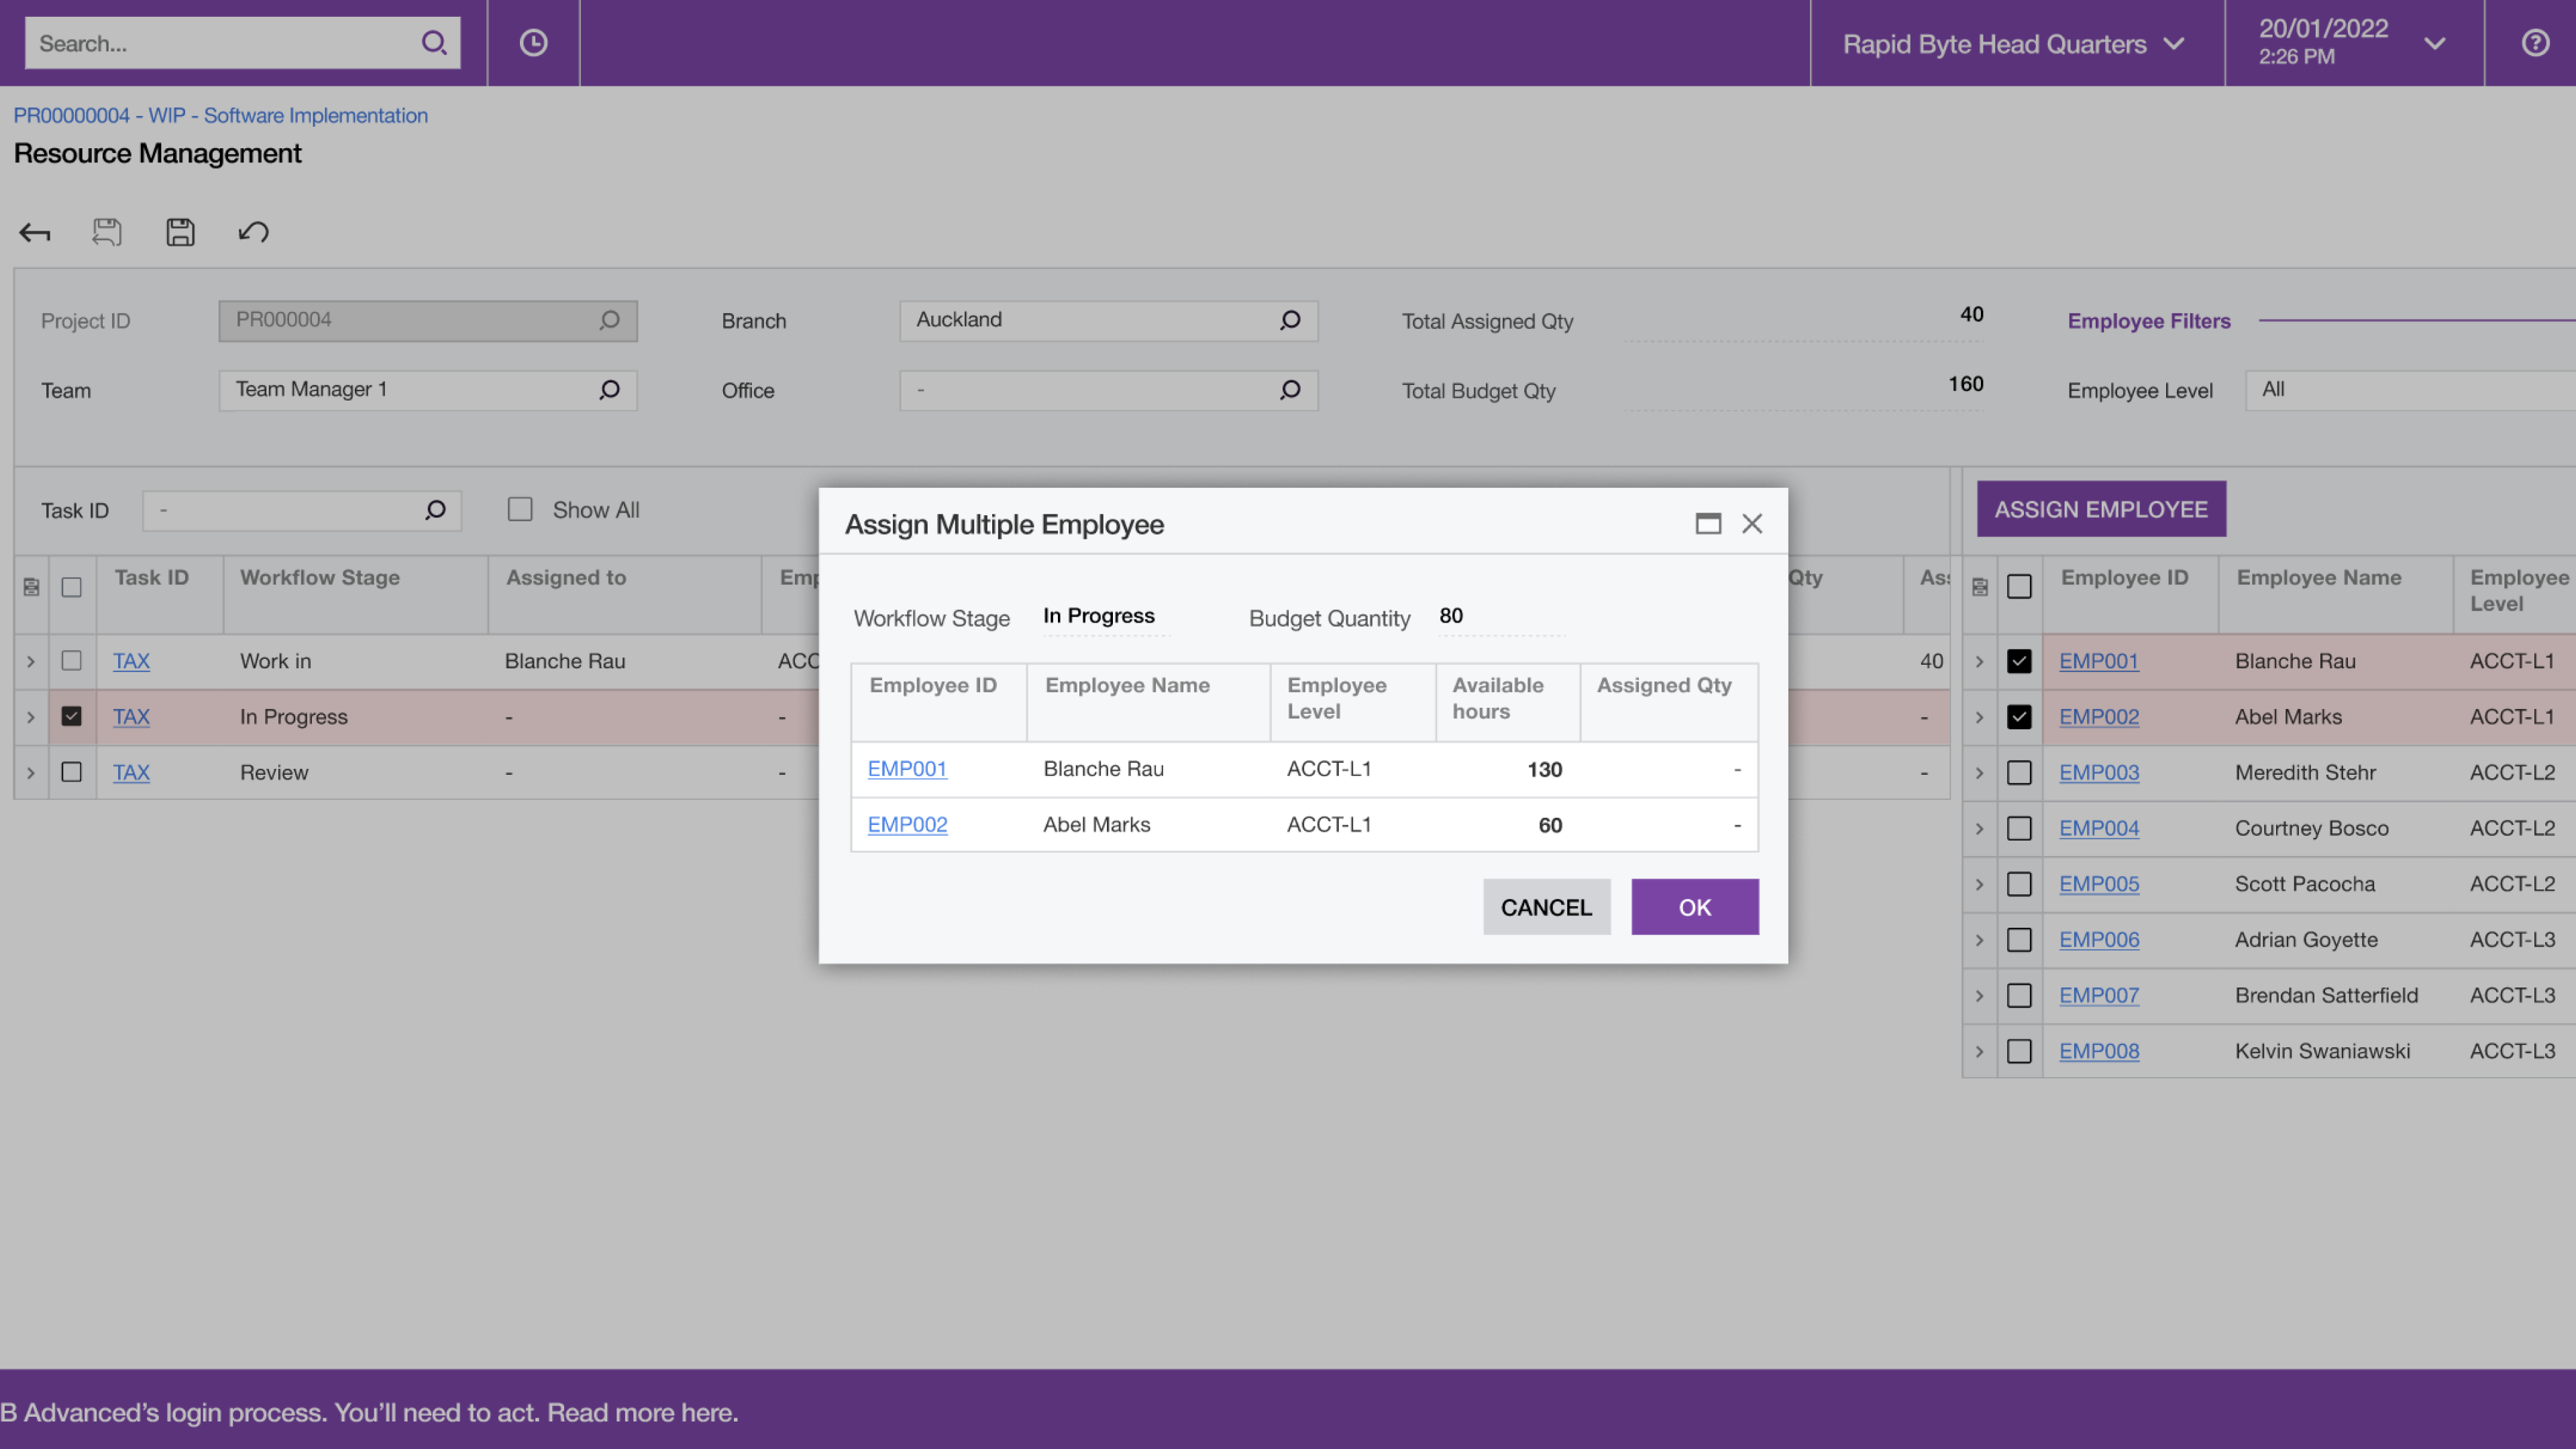 Search...
Rapid Byte Head Quarters
20/01/2022
2:26 PM
PR00000004 - WIP - Software Implementation
Resource Management
Project ID PR000004 Branch Auckland Total Assigned Qty 40 Employee Filters
Team Team Manager 1 Office - Total Budget Qty 160 Employee Level All
Task ID - Show All
ASSIGN EMPLOYEE
Task ID Workflow Stage Assigned to Emp
TAX Work in Blanche Rau ACC
TAX In Progress - -
TAX Review - -
Assign Multiple Employee
Workflow Stage In Progress Budget Quantity 80
Employee ID Employee Name Employee Level Available hours Assigned Qty
EMP001 Blanche Rau ACCT-L1 130 -
EMP002 Abel Marks ACCT-L1 60 -
CANCEL OK
Qty Ass
40
-
-
Employee ID Employee Name Employee Level
EMP001 Blanche Rau ACCT-L1
EMP002 Abel Marks ACCT-L1
EMP003 Meredith Stehr ACCT-L2
EMP004 Courtney Bosco ACCT-L2
EMP005 Scott Pacocha ACCT-L2
EMP006 Adrian Goyette ACCT-L3
EMP007 Brendan Satterfield ACCT-L3
EMP008 Kelvin Swaniawski ACCT-L3
B Advanced’s login process. You’ll need to act. Read more here.